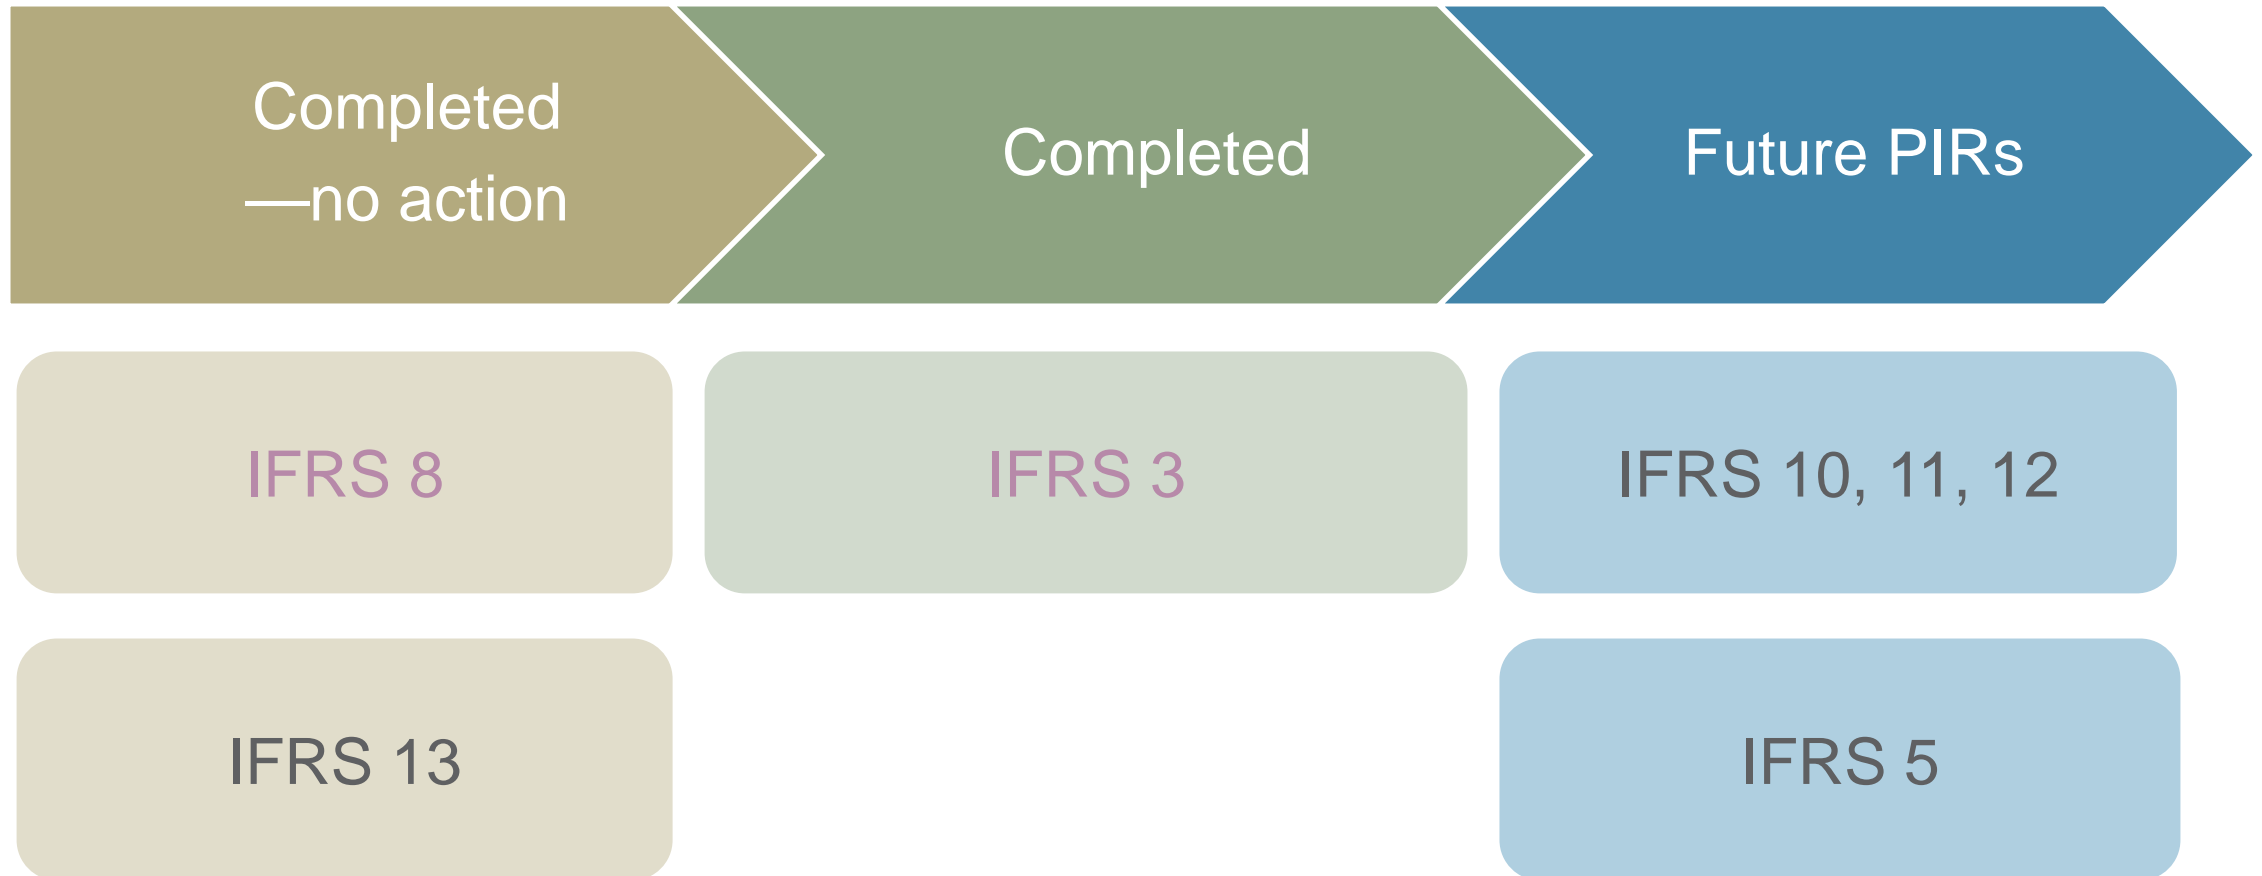 Completed
—no action
Completed
Future PIRs
IFRS 8
IFRS 3
IFRS 10, 11, 12
IFRS 13
IFRS 5